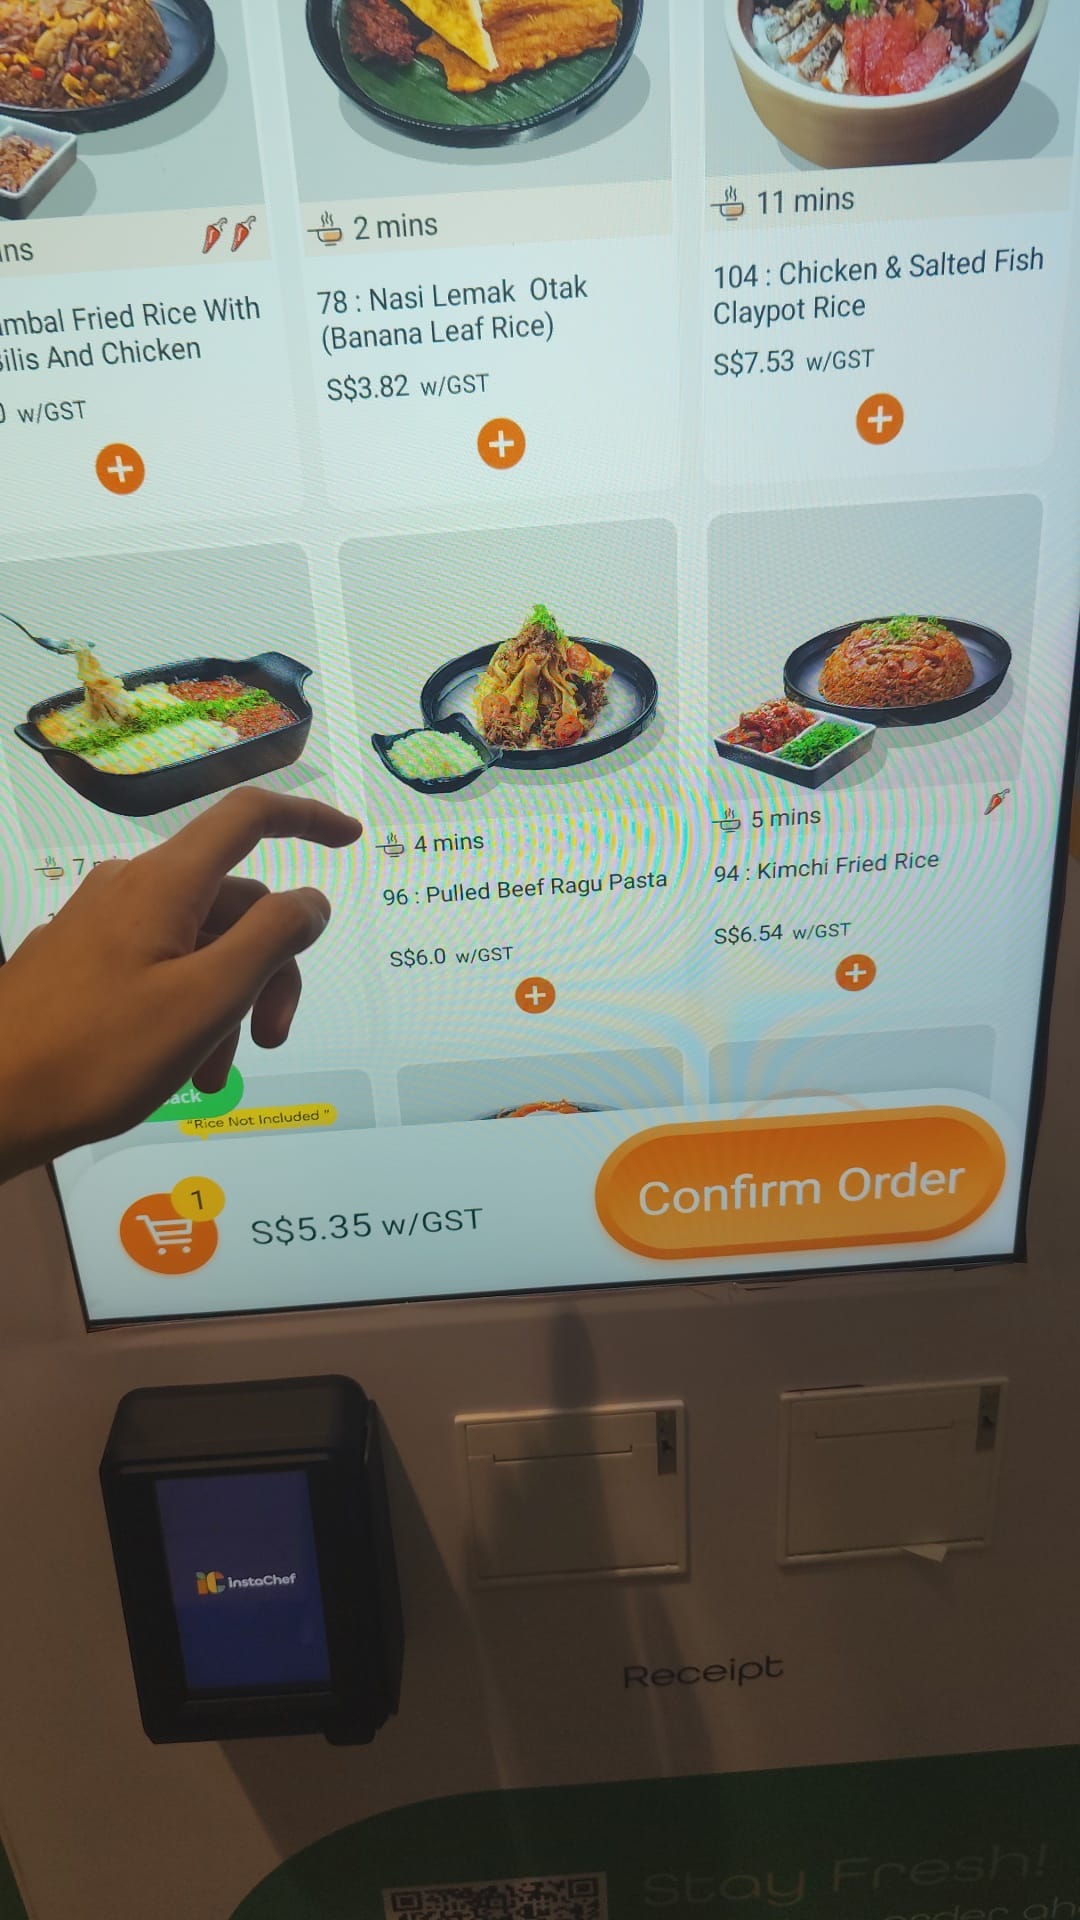 2 mins
11 mins
mbal Fried Rice With
ilis And Chicken
w/GST
78 : Nasi Lemak Otak
(Banana Leaf Rice)
S$3.82 w/GST
104 : Chicken & Salted Fish
Claypot Rice
S$7.53 w/GST
7
4 mins
96 : Pulled Beef Ragu Pasta
S$6.0 w/GST
5 mins
94 : Kimchi Fried Rice
S$6.54 w/GST
"Rice Not Included"
1
S$5.35 w/GST
Confirm Order
InstaChef
Receipt
Stay Fresh!